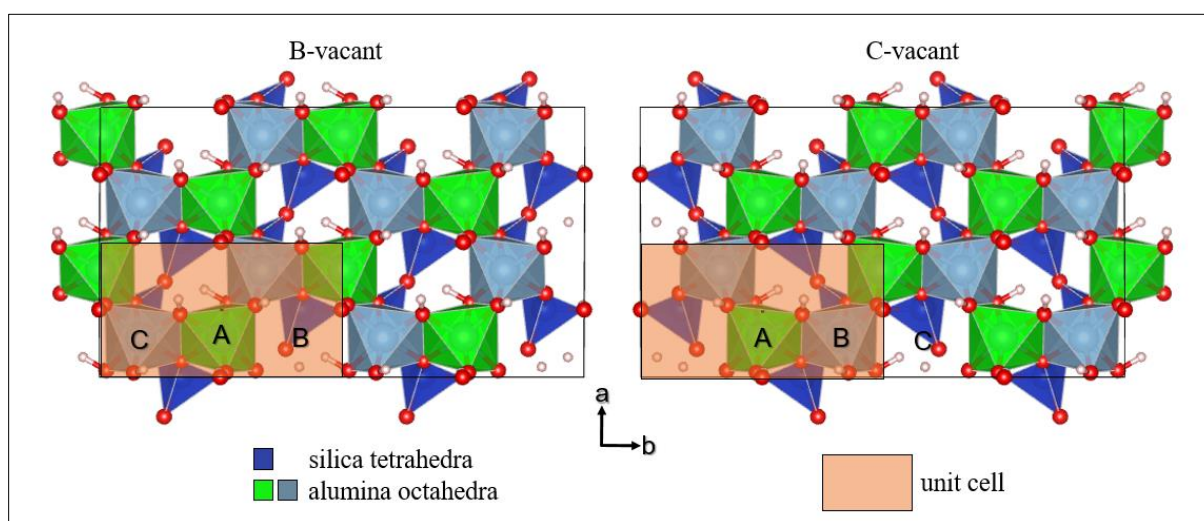 B-vacant
C-vacant
C
A
B
A
B
C
a
b
silica tetrahedra
alumina octahedra
unit cell